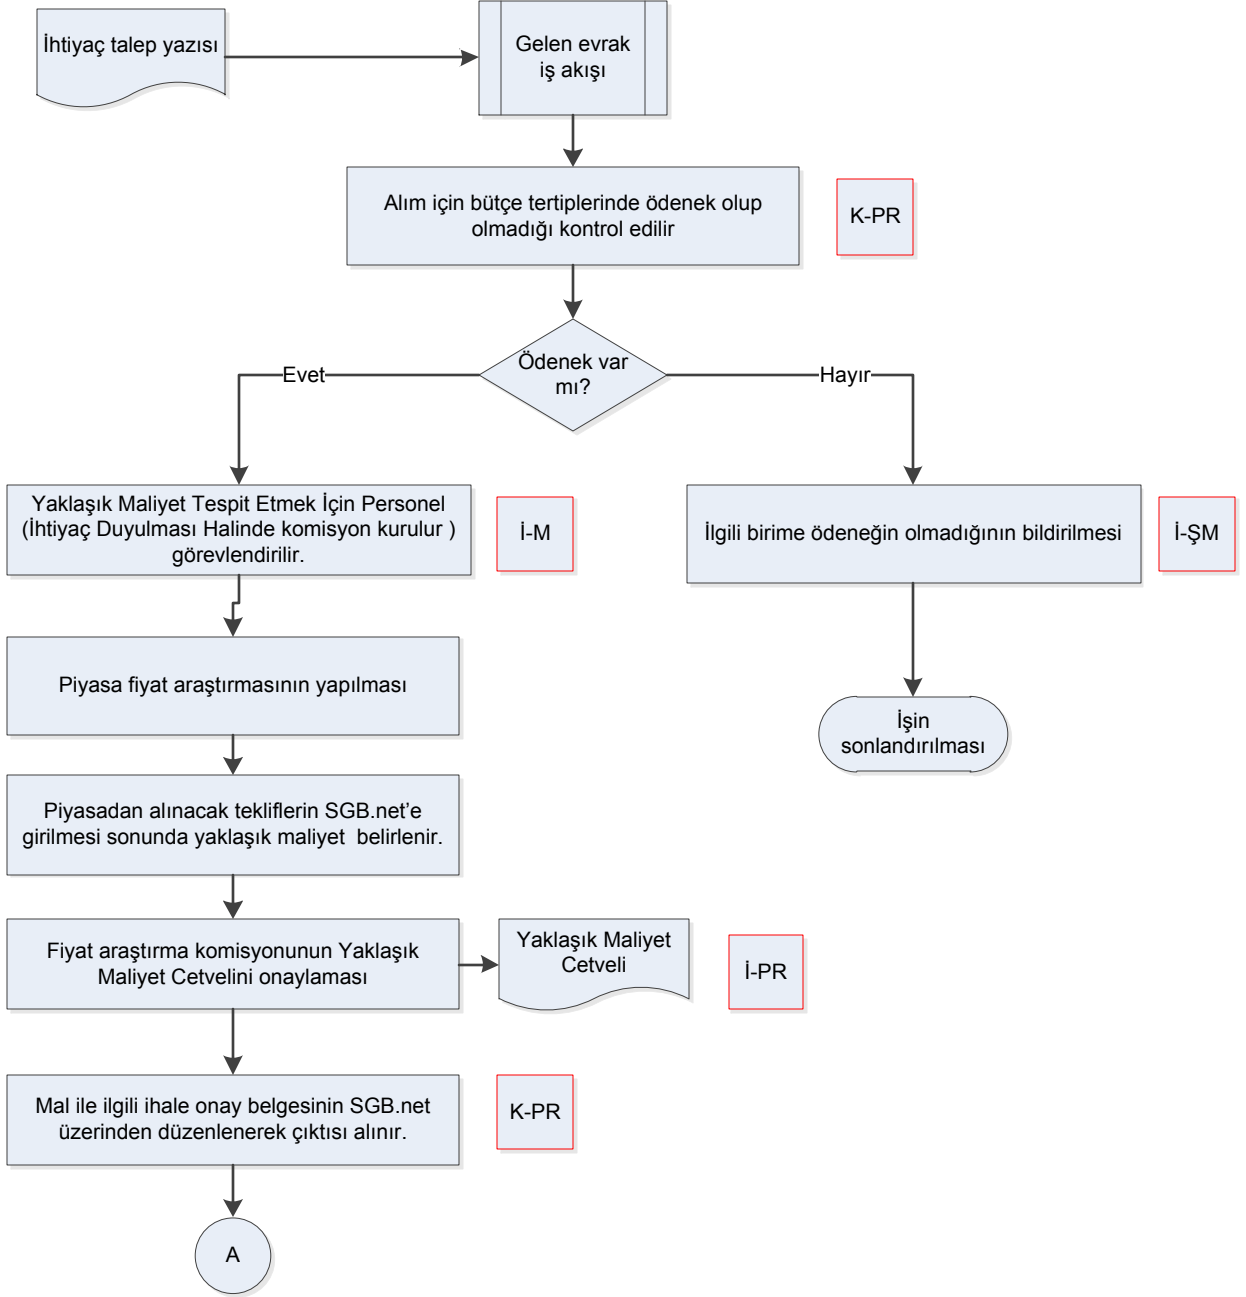 İhtiyaç talep yazısı
Gelen evrak
iş akışı
Alım için bütçe tertiplerinde ödenek olup
olmadığı kontrol edilir
K-PR
Ödenek var
mı?
Evet
Hayır
Yaklaşık Maliyet Tespit Etmek İçin Personel
(İhtiyaç Duyulması Halinde komisyon kurulur )
görevlendirilir.
İ-M
İlgili birime ödeneğin olmadığının bildirilmesi
İ-ŞM
Piyasa fiyat araştırmasının yapılması
İşin
sonlandırılması
Piyasadan alınacak tekliflerin SGB.net’e
girilmesi sonunda yaklaşık maliyet  belirlenir.
Fiyat araştırma komisyonunun Yaklaşık
Maliyet Cetvelini onaylaması
Yaklaşık Maliyet
Cetveli
İ-PR
Mal ile ilgili ihale onay belgesinin SGB.net
üzerinden düzenlenerek çıktısı alınır.
K-PR
A